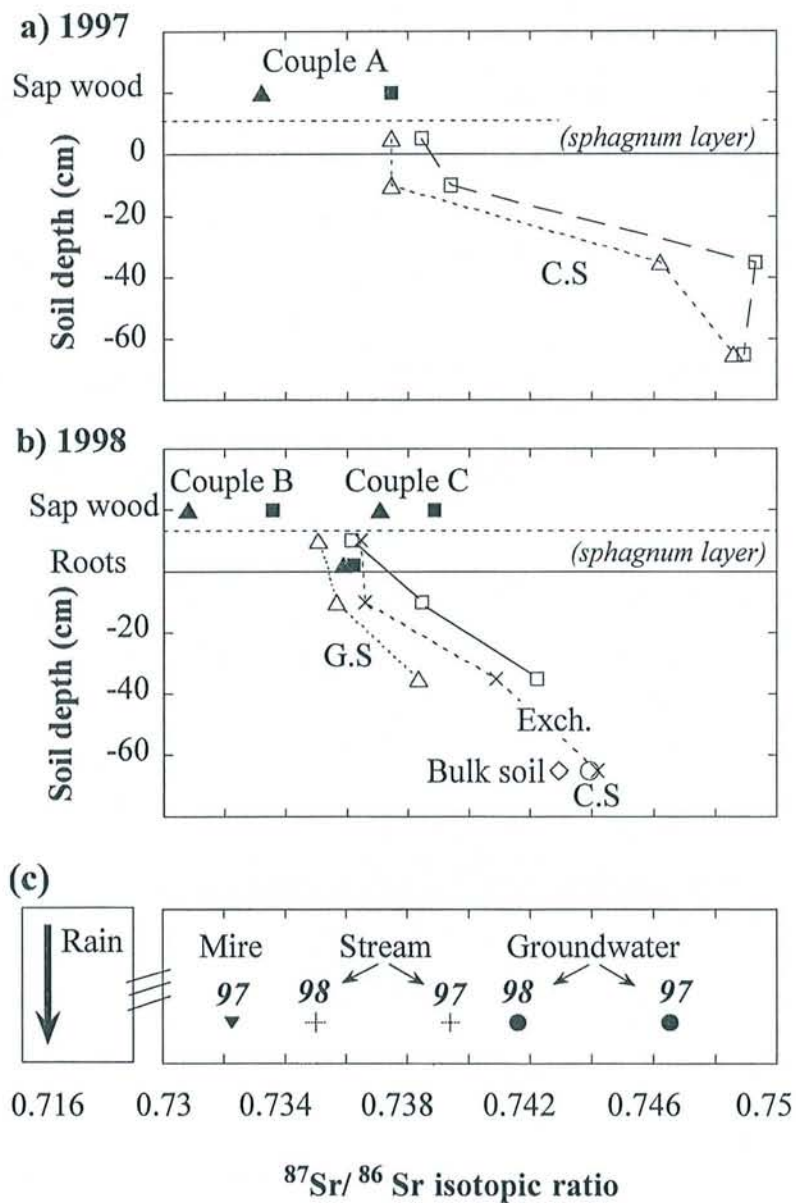 a) 1997
Couple A
Sap wood
(sphagnum layer)
0
-20
-40
-60
Soil depth (cm)
C.S
b) 1998
Couple B
Couple C
Sap wood
Roots
(sphagnum layer)
-20
-40
-60
Soil depth (cm)
G.S
Exch.
Bulk soil
C.S
(c)
Rain
Mire
Stream
Groundwater
97
98
97
98
97
0.716 0.73 0.734 0.738 0.742 0.746 0.75
⁸⁷Sr/ ⁸⁶ Sr isotopic ratio